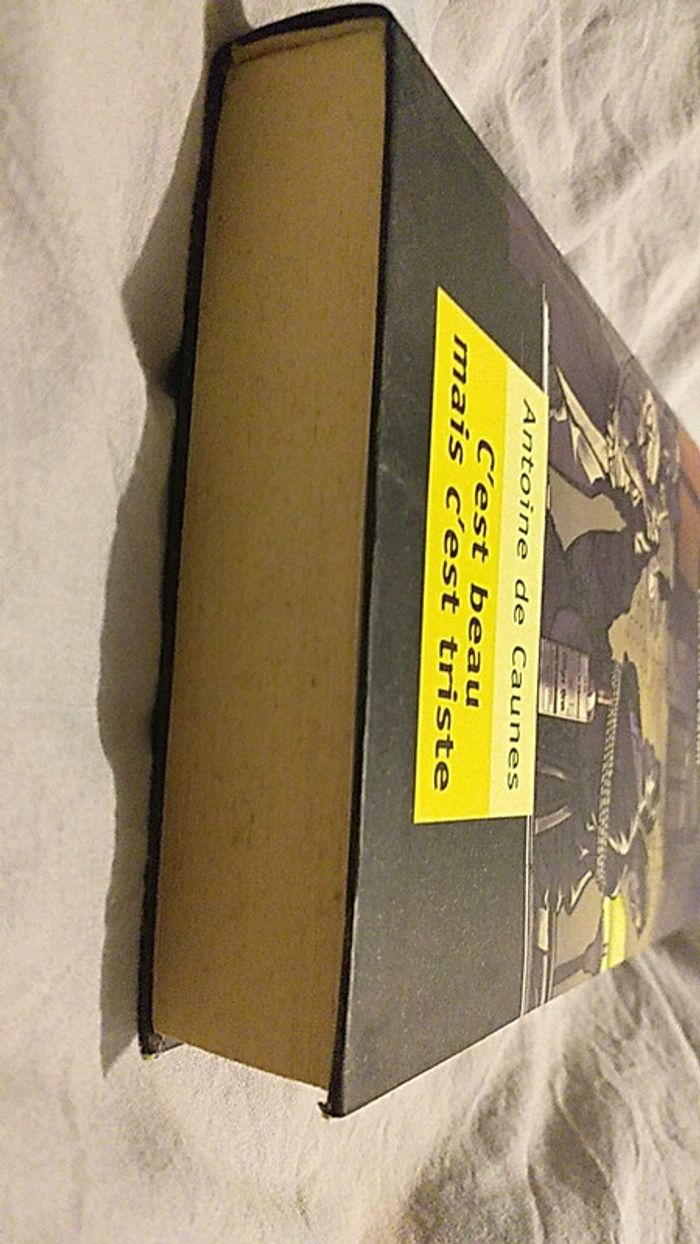 Antoine de Caunes
C'est beau
mais c'est triste